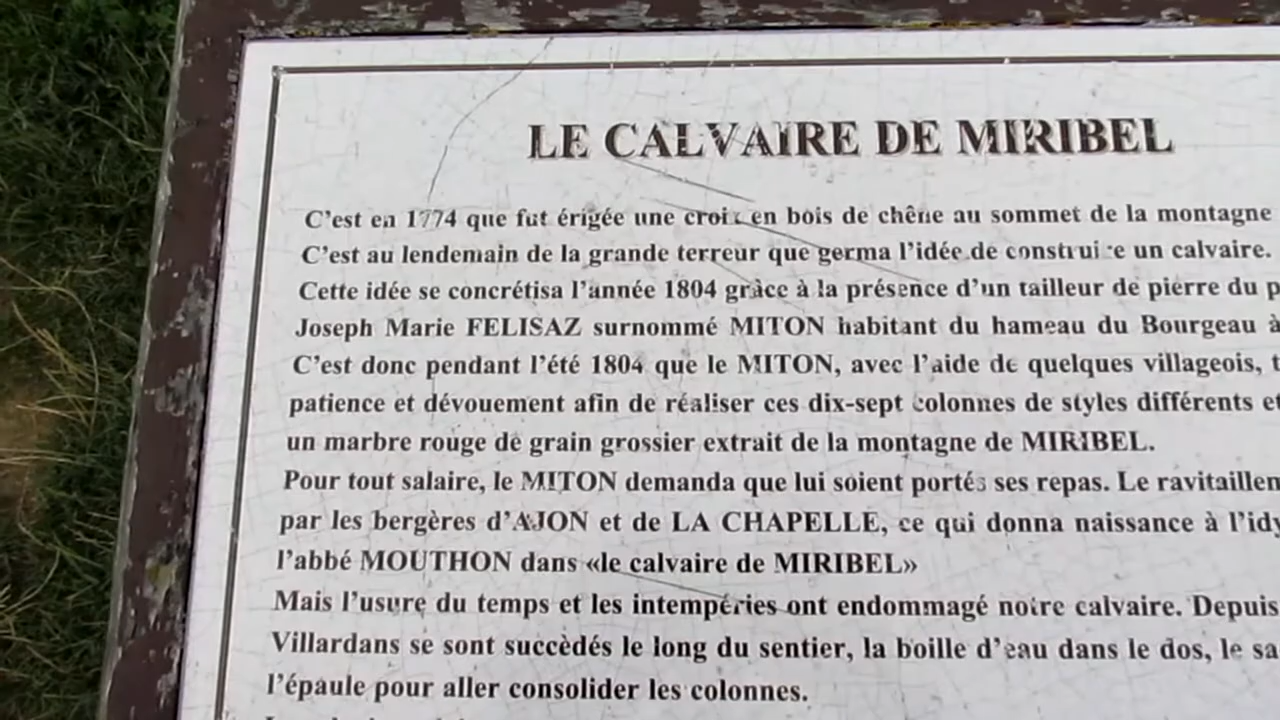 LE CALVAIRE DE MIRIBEL
C'est en 1774 que fut érigée une croix en bois de chêne au sommet de la montagne
C'est au lendemain de la grande terreur que germa l'idée de construire un calvaire.
Cette idée se concrétisa l'année 1804 grâce à la présence d'un tailleur de pierre du
Joseph Marie FELISAZ surnommé MITON habitant du hameau du Bourgeau à
C'est donc pendant l'été 1804 que le MITON, avec l'aide de quelques villageois,
patience et dévouement afin de réaliser ces dix-sept colonnes de styles différents et
un marbre rouge de grain grossier extrait de la montagne de MIRIBEL.
Pour tout salaire, le MITON demanda que lui soient portés ses repas. Le
par les bergères d'AJON et de LA CHAPELLE, ce qui donna naissance à
l'abbé MOUTHON dans «le calvaire de MIRIBEL»
Mais l'usure du temps et les intempéries ont endommagé notre calvaire. Depuis
Villardans se sont succèdés le long du sentier, la boille d'eau dans le dos, le
l'épaule pour aller consolider les colonnes.